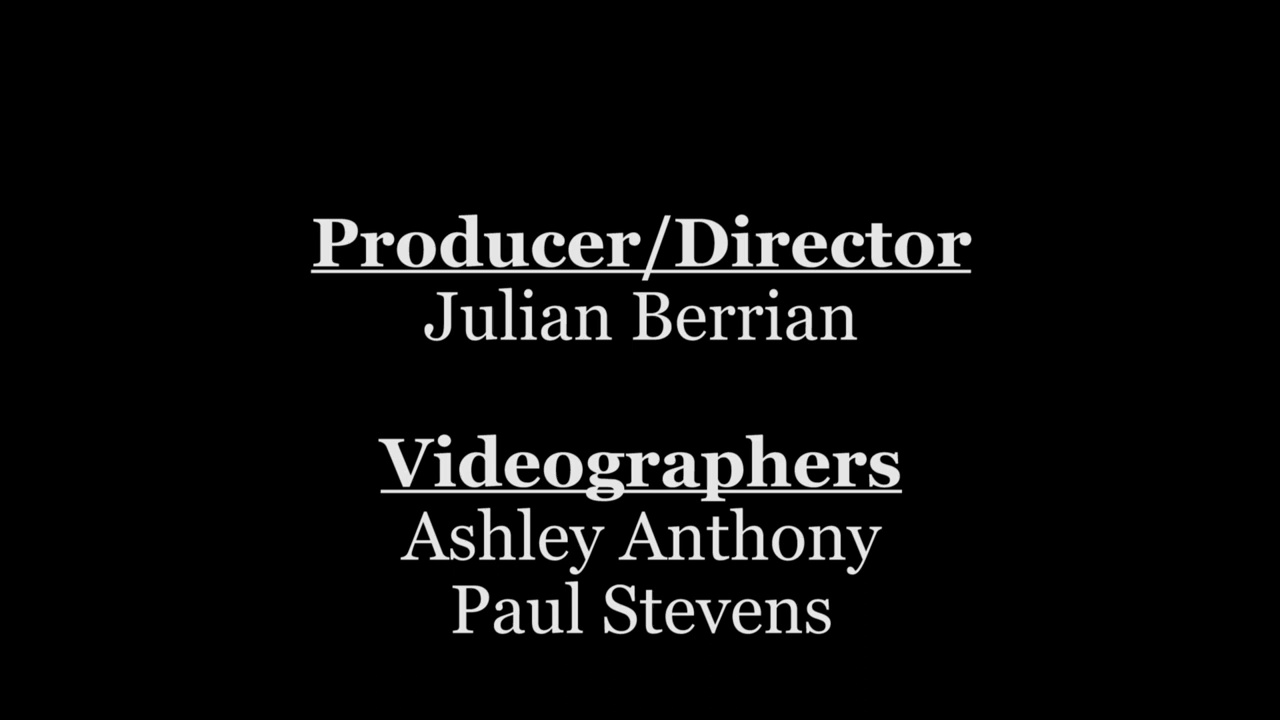 Producer/Director
Julian Berrian
Videographers
Ashley Anthony
Paul Stevens